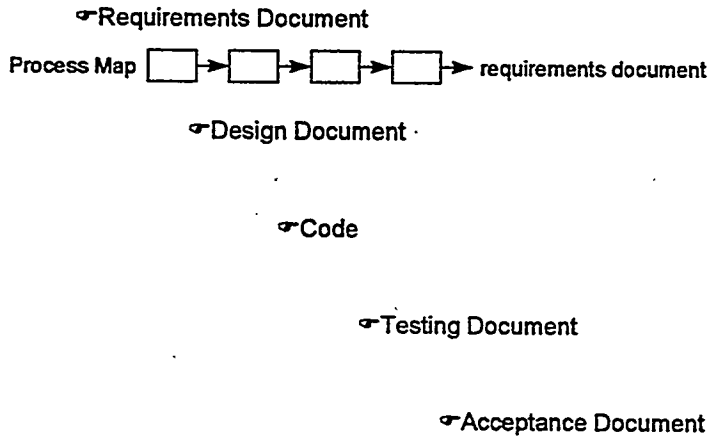 ☞Requirements Document
Process Map
requirements document
☞Design Document
☞Code
☞Testing Document
☞Acceptance Document